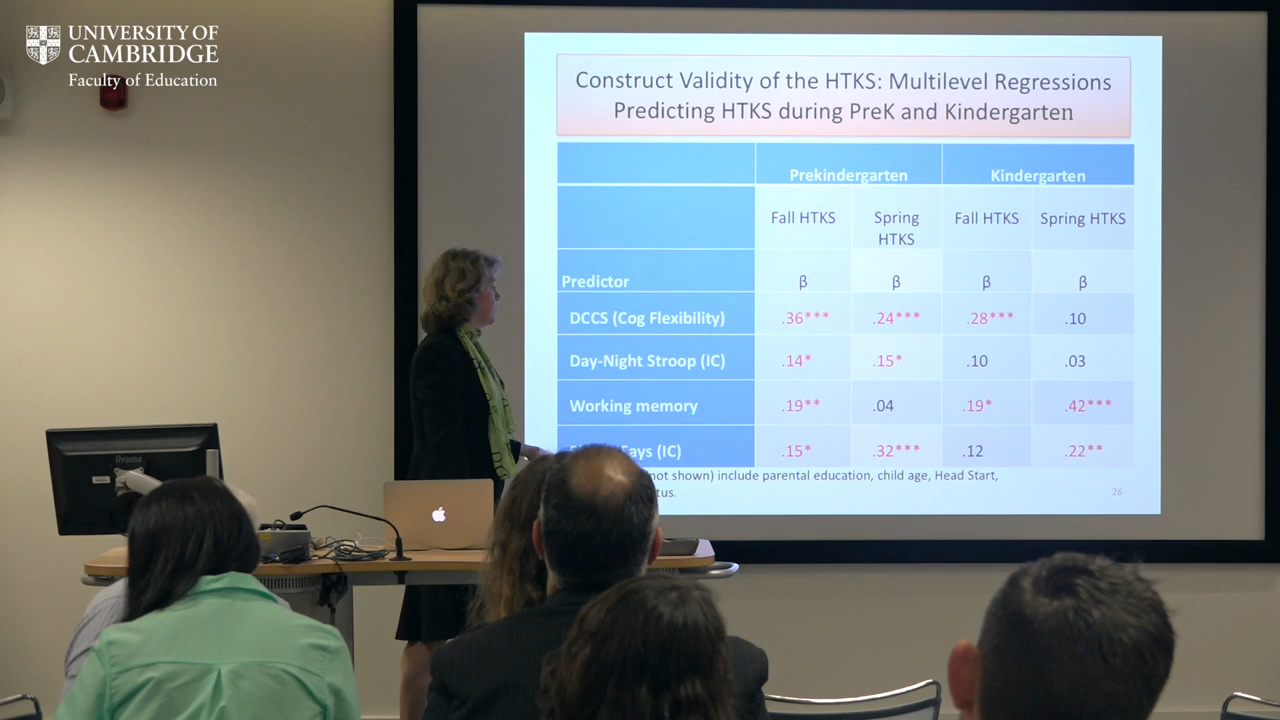 UNIVERSITY OF
CAMBRIDGE
Faculty of Education
Construct Validity of the HTKS: Multilevel Regressions
Predicting HTKS during PreK and Kindergarten
Prekindergarten Kindergarten
Fall HTKS Spring HTKS Fall HTKS Spring HTKS
Predictor β β β β
DCCS (Cog Flexibility) .36*** .24*** .28*** .10
Day-Night Stroop (IC) .14* .15* .10 .03
Working memory .19** .04 .19* .42***
Says (IC) .15* .32*** .12 .22**
not shown) include parental education, child age, Head Start,
26
iiyama